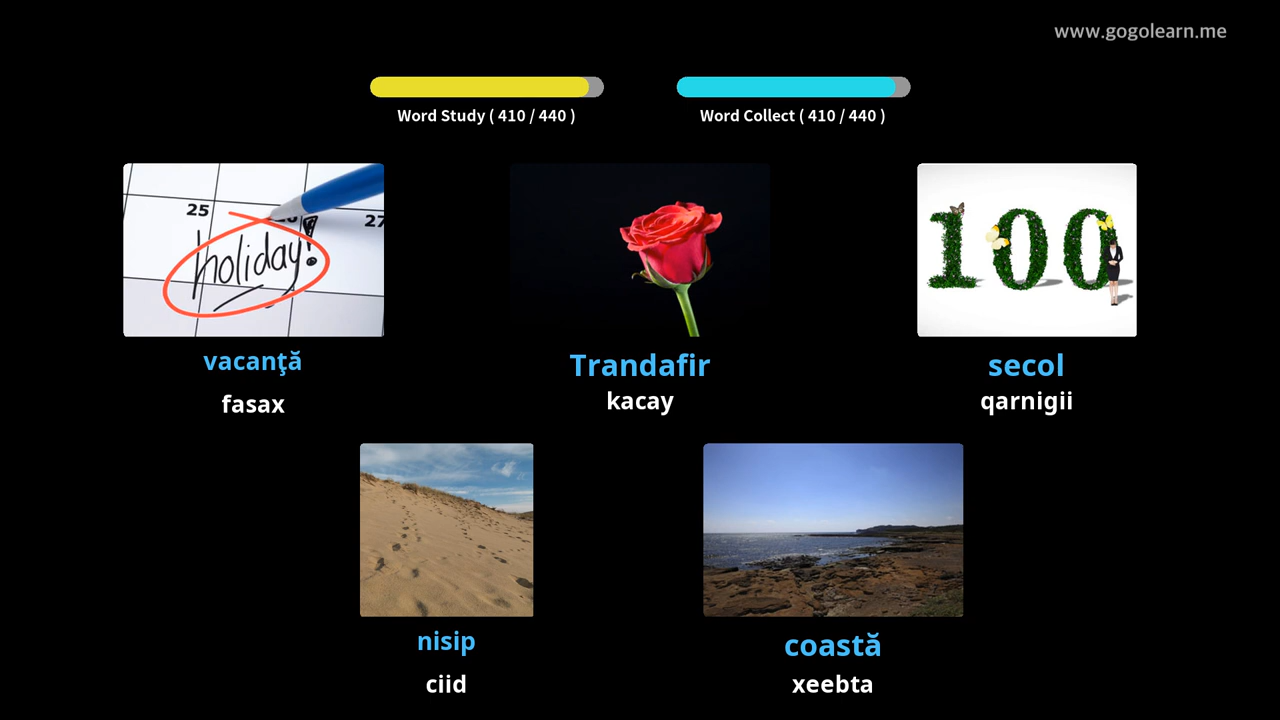 www.gogolearn.me
Word Study ( 410 / 440 )
Word Collect ( 410 / 440 )
25
27
holiday!
vacanţă
fasax
Trandafir
kacay
100
secol
qarnigii
nisip
ciid
coastă
xeebta